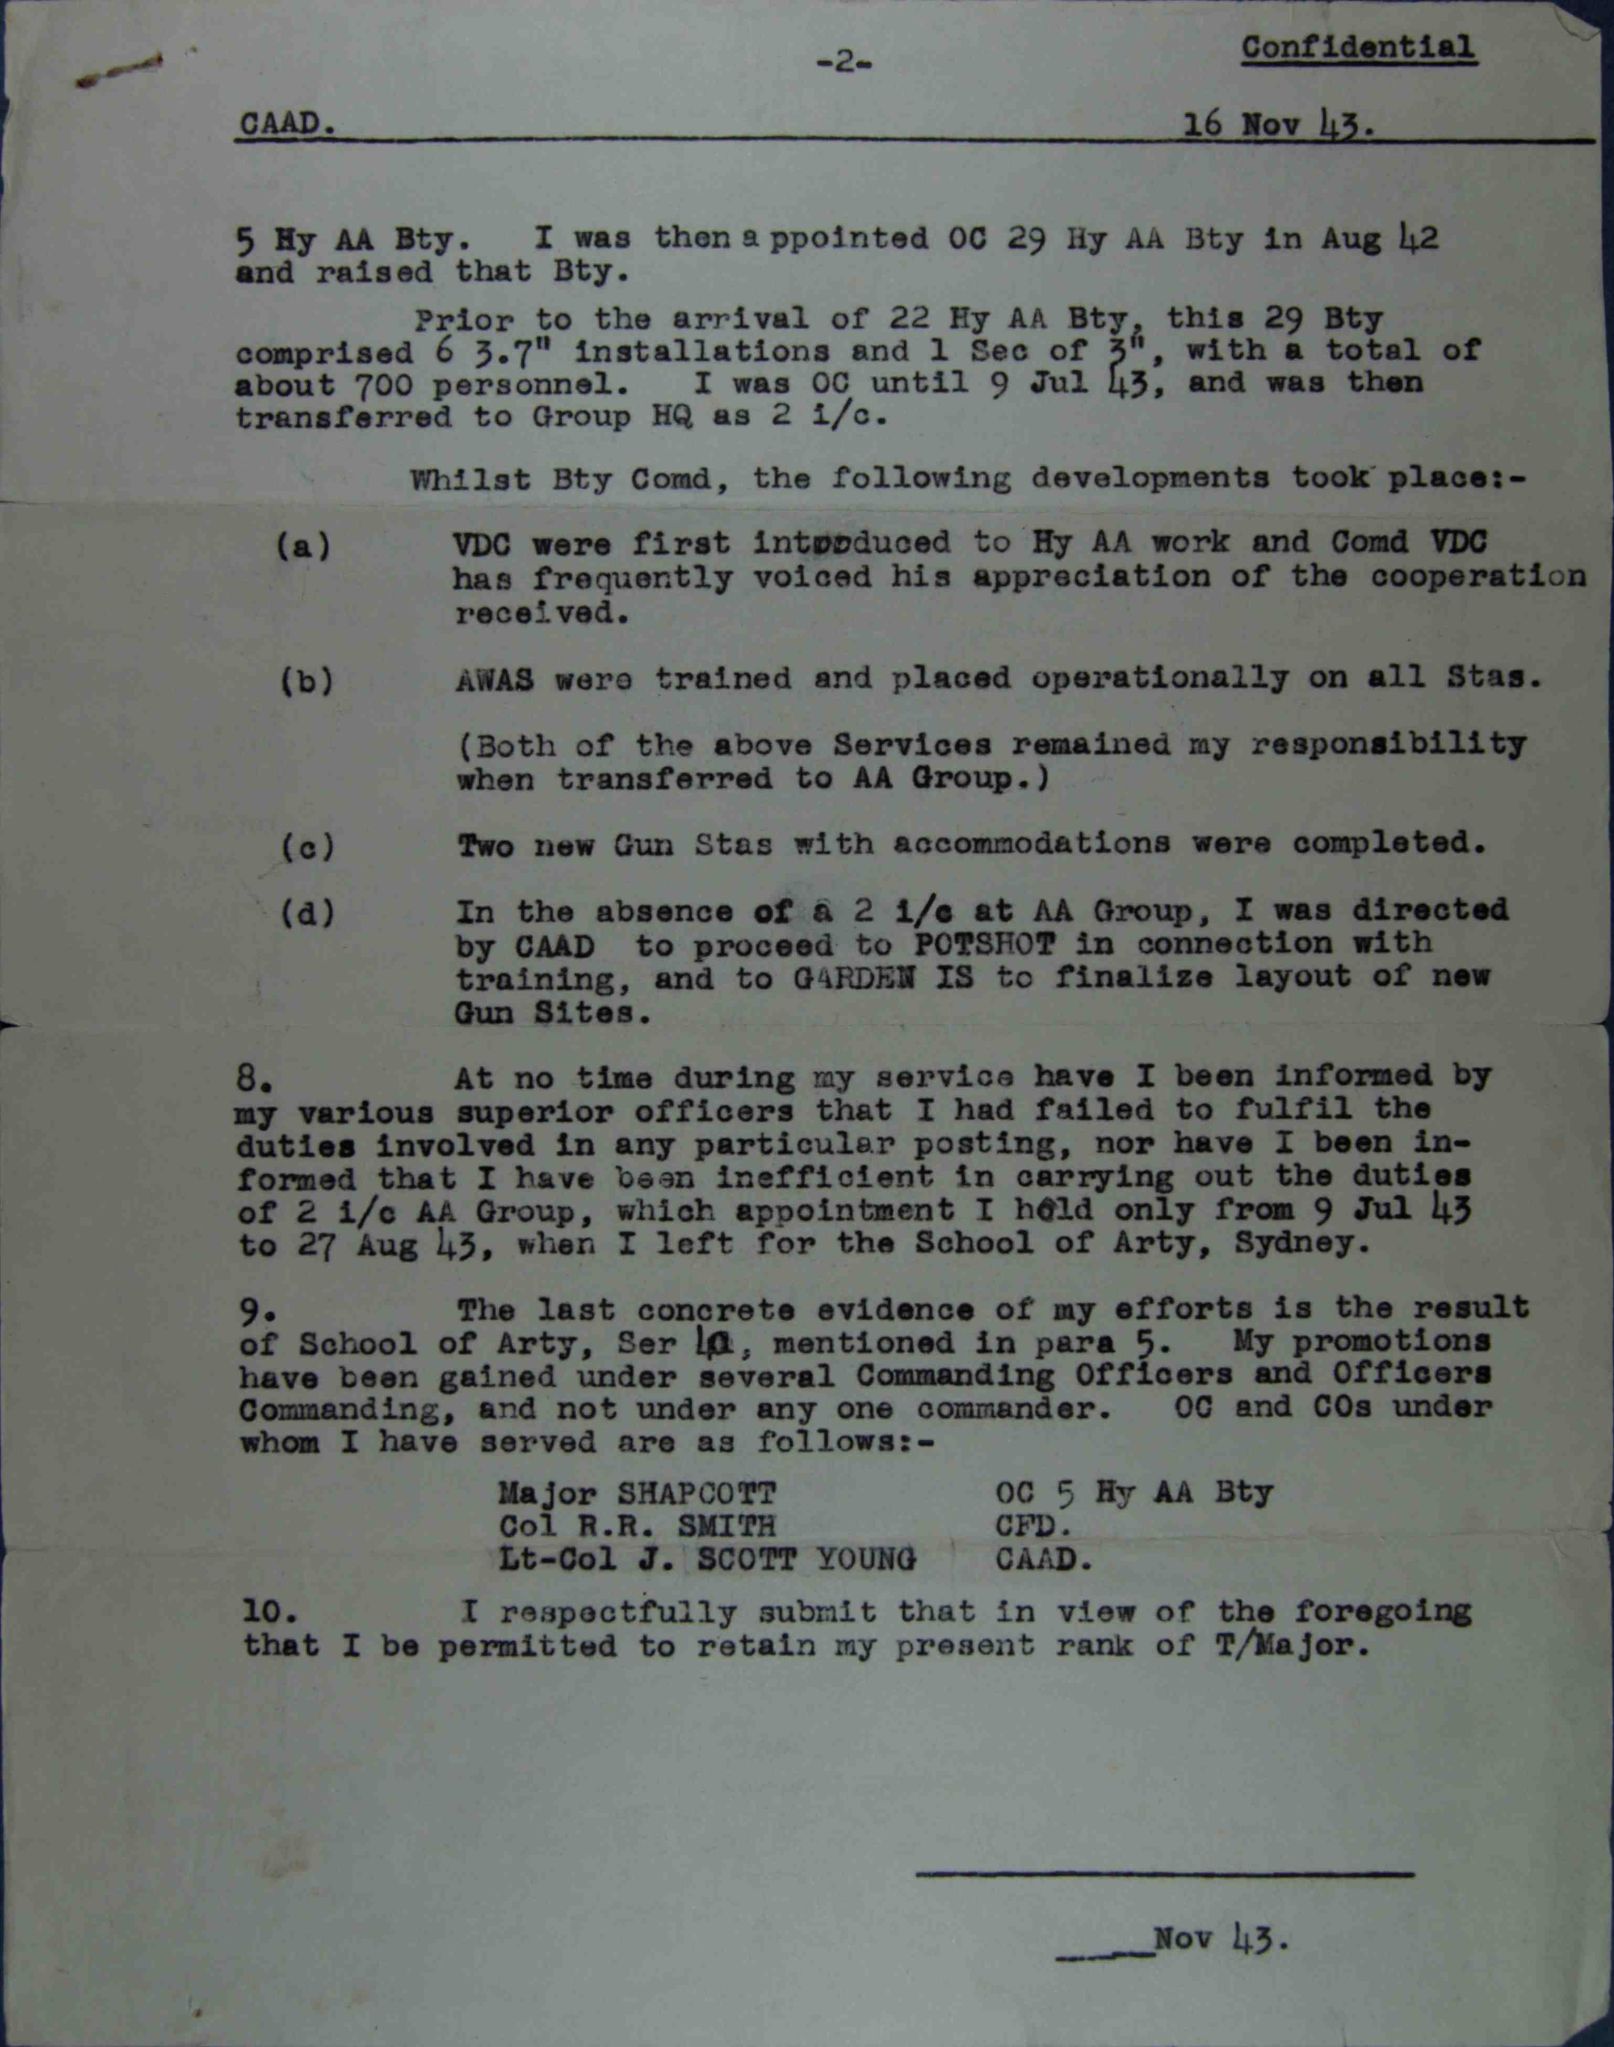 -2-
Confidential
CAAD. 16 Nov 43.
5 Hy AA Bty. I was then appointed OC 29 Hy AA Bty in Aug 42
and raised that Bty.
Prior to the arrival of 22 Hy AA Bty, this 29 Bty
comprised 6 3.7" installations and 1 Sec of 3", with a total of
about 700 personnel. I was OC until 9 Jul 43, and was then
transferred to Group HQ as 2 i/c.
Whilst Bty Comd, the following developments took place:-
(a) VDC were first introduced to Hy AA work and Comd VDC
has frequently voiced his appreciation of the cooperation
received.
(b) AWAS were trained and placed operationally on all Stas.
(Both of the above Services remained my responsibility
when transferred to AA Group.)
(c) Two new Gun Stas with accommodations were completed.
(d) In the absence of a 2 i/c at AA Group, I was directed
by CAAD to proceed to POTSHOT in connection with
training, and to GARDEN IS to finalize layout of new
Gun Sites.
8. At no time during my service have I been informed by
my various superior officers that I had failed to fulfil the
duties involved in any particular posting, nor have I been in-
formed that I have been inefficient in carrying out the duties
of 2 i/c AA Group, which appointment I held only from 9 Jul 43
to 27 Aug 43, when I left for the School of Arty, Sydney.
9. The last concrete evidence of my efforts is the result
of School of Arty, Ser , mentioned in para 5. My promotions
have been gained under several Commanding Officers and Officers
Commanding, and not under any one commander. OC and COs under
whom I have served are as follows:-
Major SHAPCOTT OC 5 Hy AA Bty
Col R.R. SMITH CFD.
Lt-Col J. SCOTT YOUNG CAAD.
10. I respectfully submit that in view of the foregoing
that I be permitted to retain my present rank of T/Major.
Nov 43.